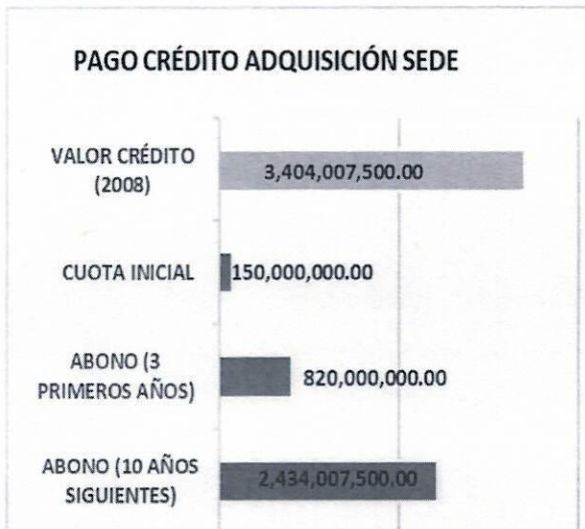 PAGO CRÉDITO ADQUISICIÓN SEDE
VALOR CRÉDITO
(2008)
3,404,007,500.00
CUOTA INICIAL
150,000,000.00
ABONO (3
PRIMEROS AÑOS)
820,000,000.00
ABONO (10 AÑOS
SIGUIENTES)
2,434,007,500.00